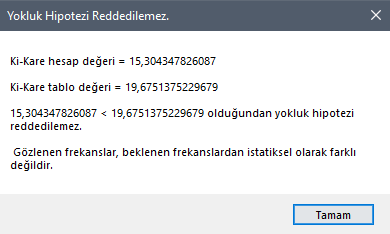 Yokluk Hipotezi Reddedilemez.
Ki-Kare hesap değeri = 15,304347826087
Ki-Kare tablo değeri = 19,6751375229679
15,304347826087 < 19,6751375229679 olduğundan yokluk hipotezi
reddedilemez.
Gözlenen frekanslar, beklenen frekanslardan istatiksel olarak farklı
değildir.
Tamam